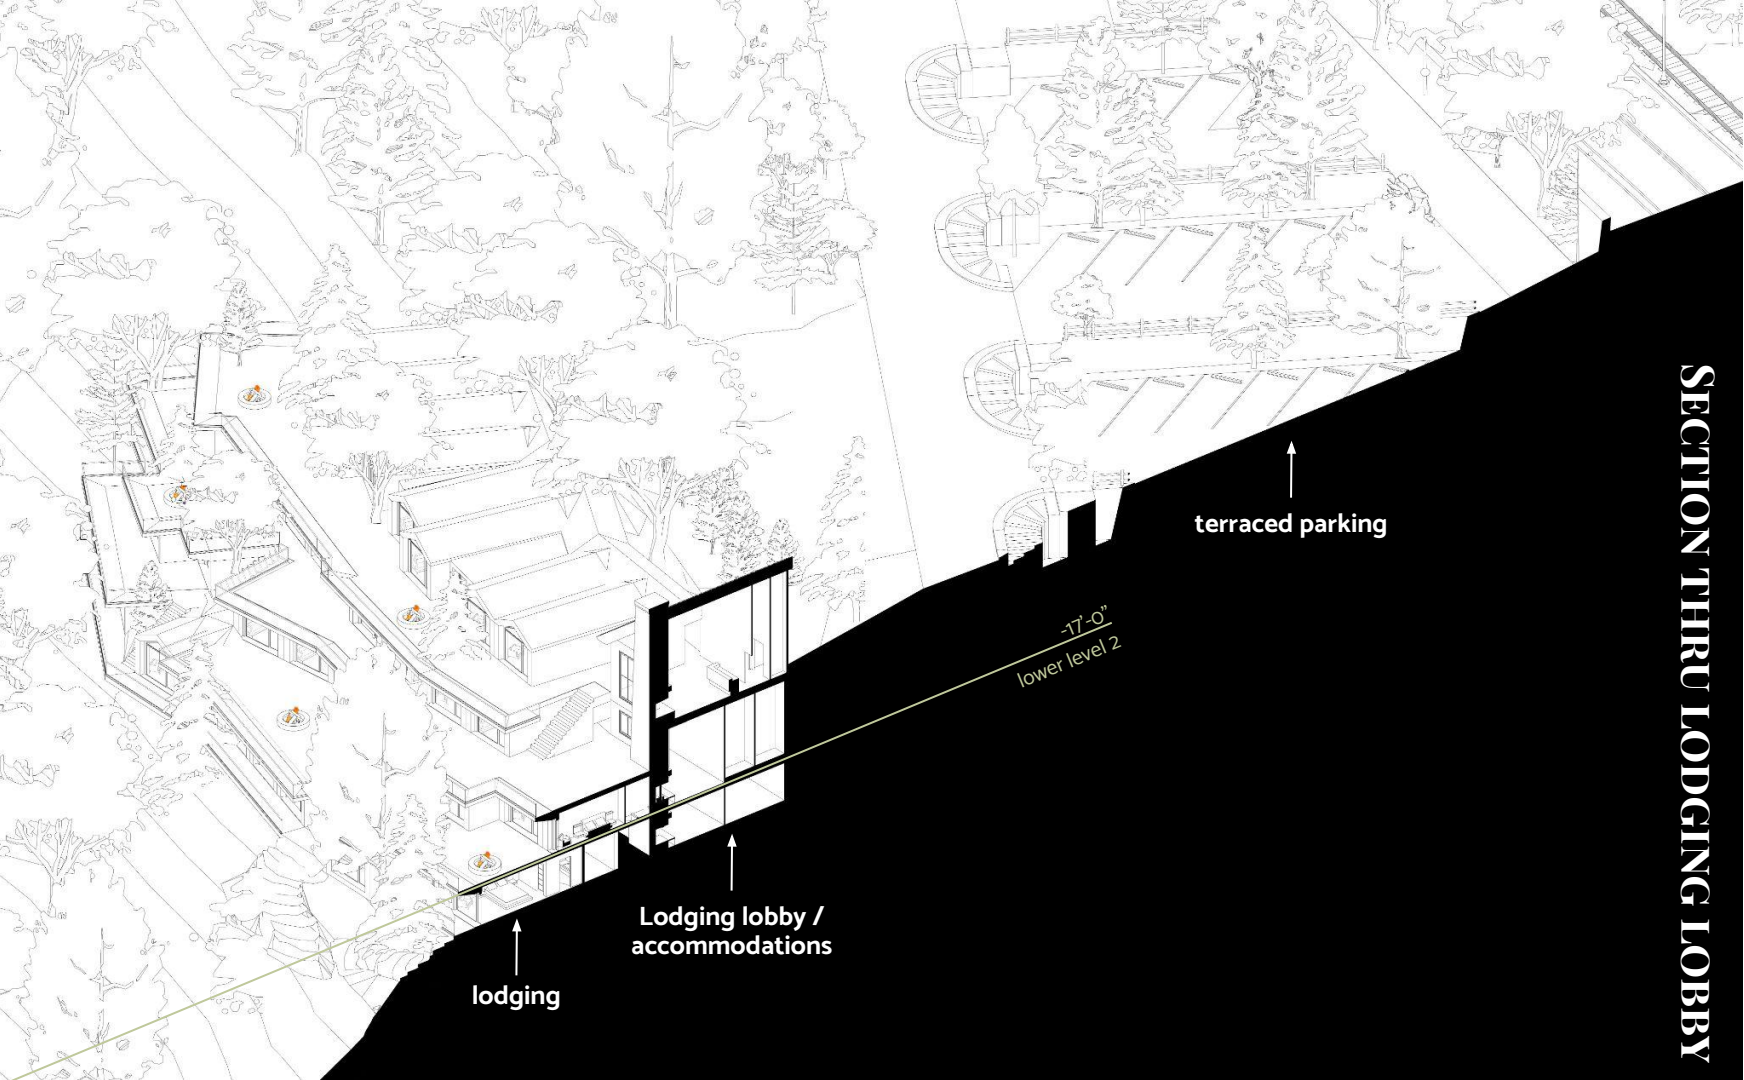 terraced parking
-17'-0"
lower level 2
Lodging lobby /
accommodations
lodging
SECTION THRU LODGING LOBBY